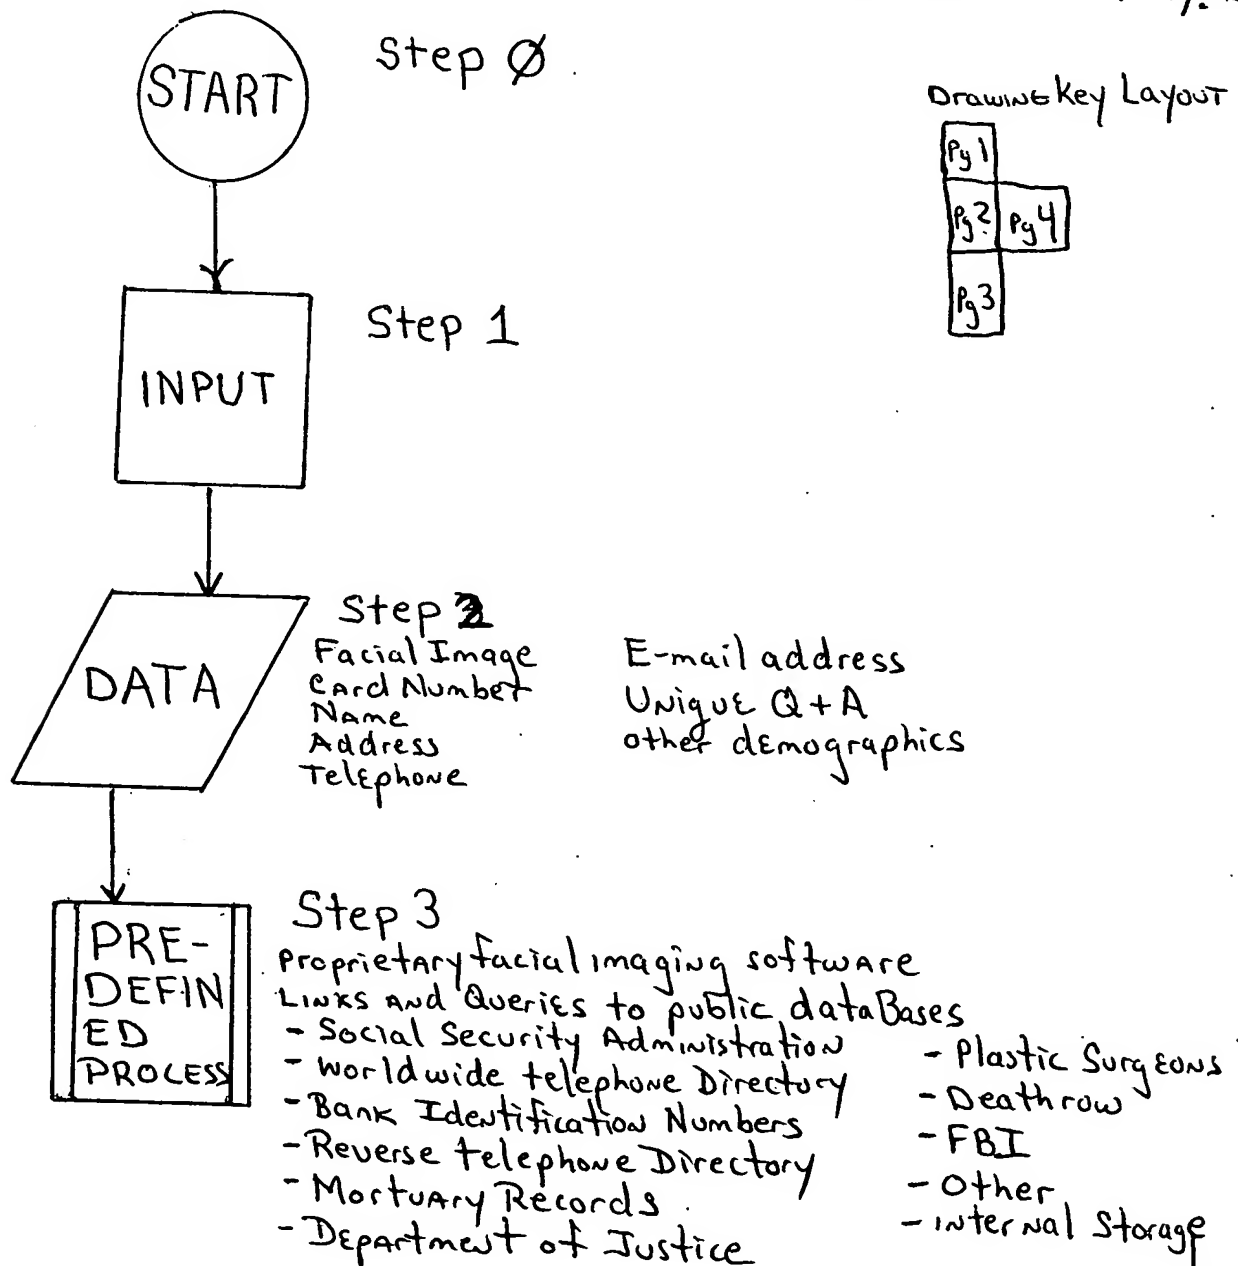 START
Step Ø
Drawing Key Layout
Pg 1
Pg 2
Pg 4
Pg 3
INPUT
Step 1
DATA
Step 2
Facial Image
Card Number
Name
Address
Telephone
E-mail address
Unique Q + A
other demographics
PRE-
DEFIN
ED
PROCESS
Step 3
Proprietary facial imaging software
Links and Queries to public dataBases
- Social Security Administration
- worldwide telephone Directory
- Bank Identification Numbers
- Reverse telephone Directory
- Mortuary Records
- Department of Justice
- Plastic Surgeons
- Deathrow
- FBI
- Other
- internal Storage